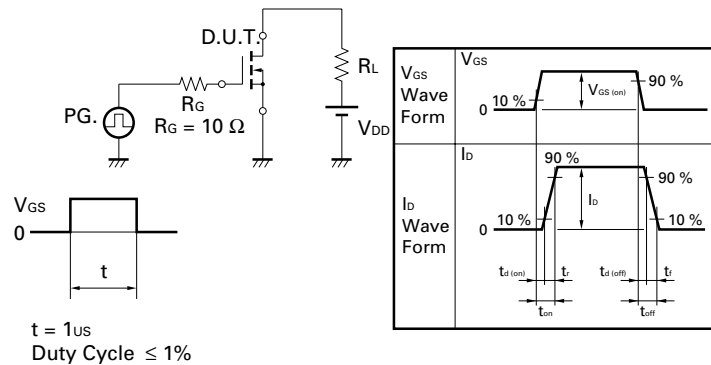 D.U.T.
RL
RG
PG.
RG = 10 Ω
VDD
VGS
0
t
t = 1us
Duty Cycle ≤ 1%
VGS
Wave
Form
VGS
10 %
0
VGS (on)
90 %
ID
Wave
Form
ID
90 %
90 %
10 %
0
ID
10 %
td (on)
tr
td (off)
tf
ton
toff